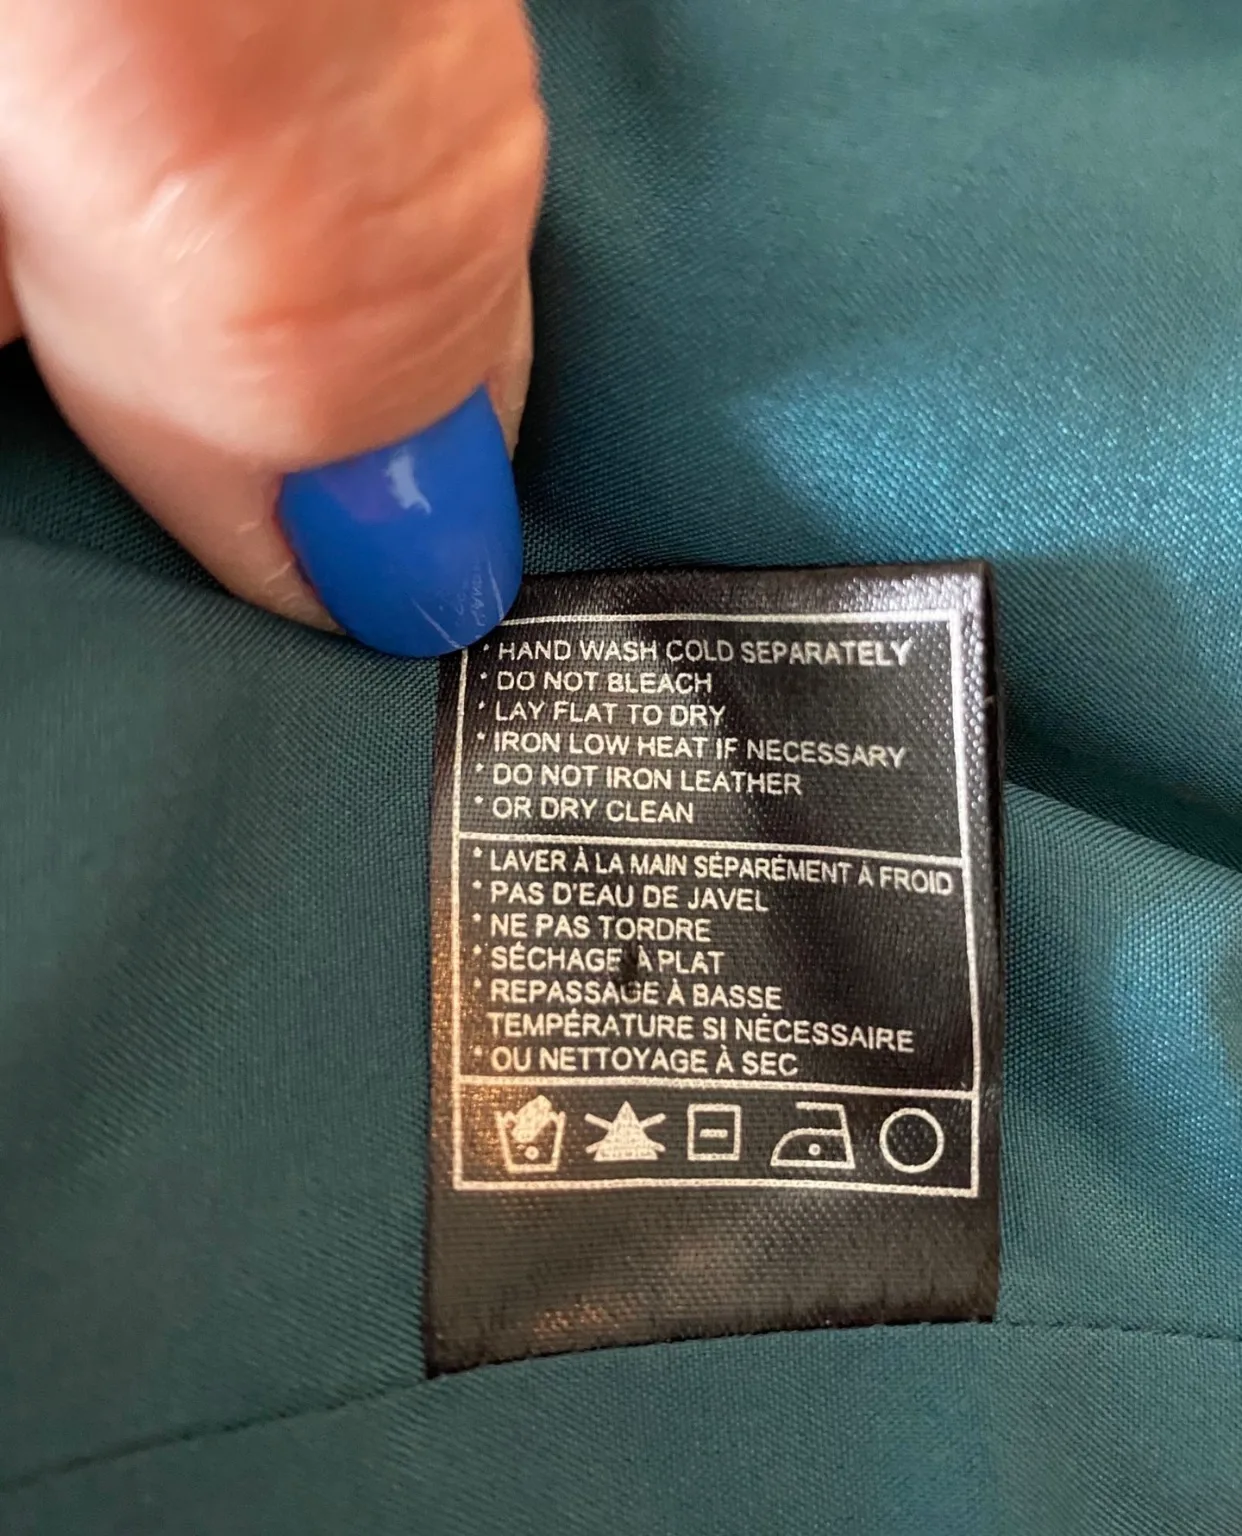 * HAND WASH COLD SEPARATELY
* DO NOT BLEACH
* LAY FLAT TO DRY
* IRON LOW HEAT IF NECESSARY
* DO NOT IRON LEATHER
* OR DRY CLEAN
* LAVER À LA MAIN SÉPARÉMENT À FROID
* PAS D'EAU DE JAVEL
* NE PAS TORDRE
* SÉCHAGE À PLAT
* REPASSAGE À BASSE
TEMPÉRATURE SI NÉCESSAIRE
* OU NETTOYAGE À SEC